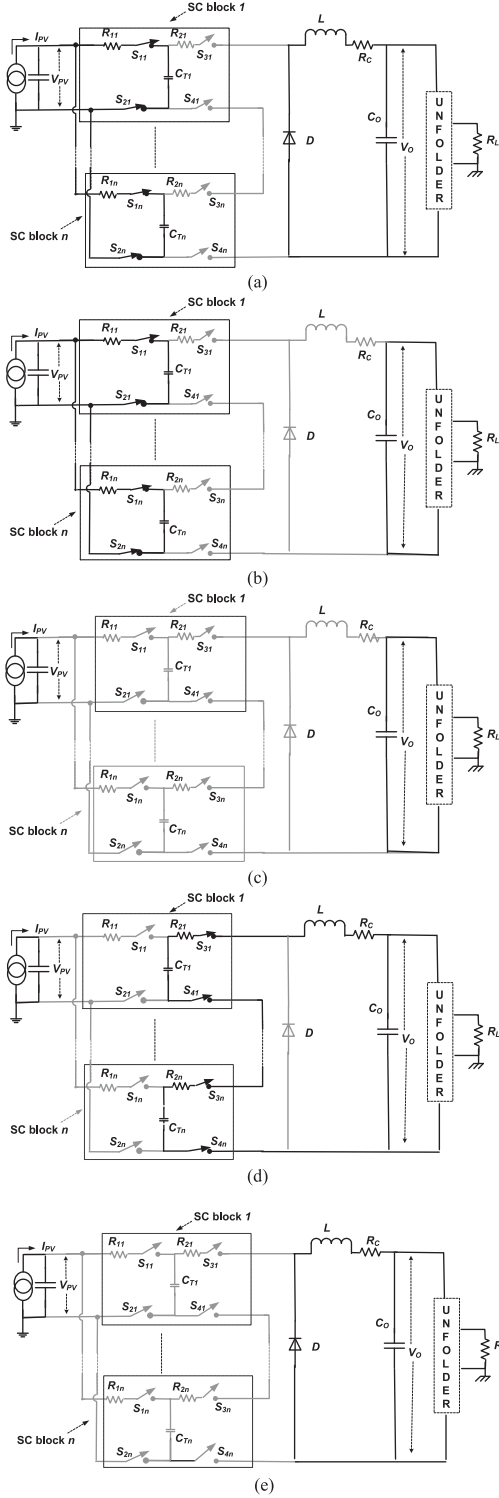 SC block 1
I_PV
R_11
R_21
L
S_11
S_31
R_C
V_PV
C_T1
S_21
S_41
D
C_O
V_O
UNFOLDER
R_L
R_1n
R_2n
S_1n
S_3n
SC block n
C_Tn
S_2n
S_4n
(a)
SC block 1
I_PV
R_11
R_21
L
S_11
S_31
R_C
V_PV
C_T1
S_21
S_41
D
C_O
V_O
UNFOLDER
R_L
R_1n
R_2n
S_1n
S_3n
SC block n
C_Tn
S_2n
S_4n
(b)
SC block 1
I_PV
R_11
R_21
L
S_11
S_31
R_C
V_PV
C_T1
S_21
S_41
D
C_O
V_O
UNFOLDER
R_L
R_1n
R_2n
S_1n
S_3n
SC block n
C_Tn
S_2n
S_4n
(c)
SC block 1
I_PV
R_11
R_21
L
S_11
S_31
R_C
V_PV
C_T1
S_21
S_41
D
C_O
V_O
UNFOLDER
R_L
R_1n
R_2n
S_1n
S_3n
SC block n
C_Tn
S_2n
S_4n
(d)
SC block 1
I_PV
R_11
R_21
L
S_11
S_31
R_C
V_PV
C_T1
S_21
S_41
D
C_O
V_O
UNFOLDER
R
R_1n
R_2n
S_1n
S_3n
SC block n
C_Tn
S_2n
S_4n
(e)